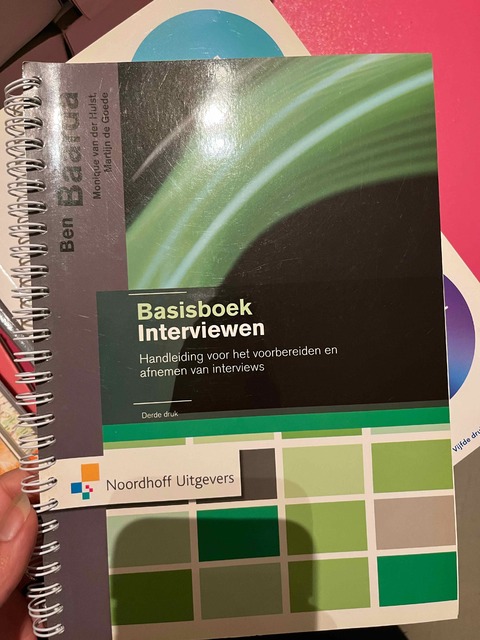 Ben Baarda
Monique van der Hulst,
Martijn de Goede
Basisboek
Interviewen
Handleiding voor het voorbereiden en
afnemen van interviews
Derde druk
Noordhoff Uitgevers
Vijfde